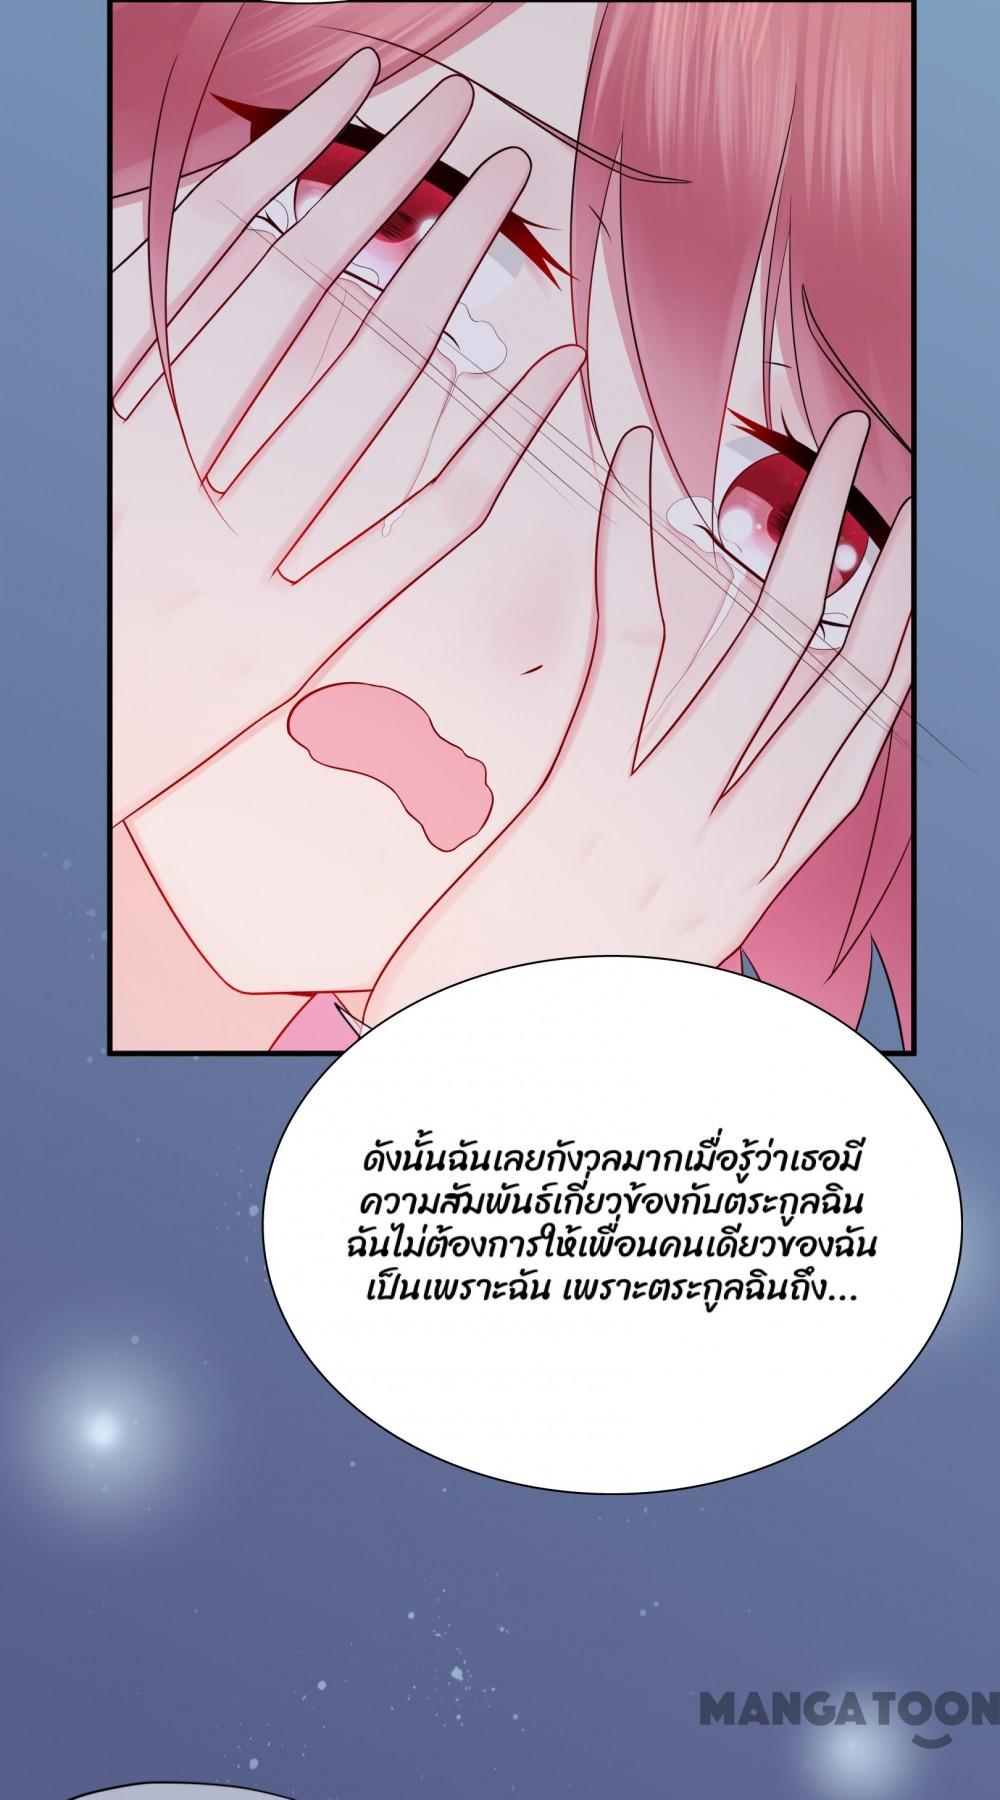 ดังนั้นฉันเลยกังวลมากเมื่อรู้ว่าเธอมี
ความสัมพันธ์เกี่ยวข้องกับตระกูลฉิน
ฉันไม่ต้องการให้เพื่อนคนเดียวของฉัน
เป็นเพราะฉัน เพราะตระกูลฉินถึง...
MANGATOON